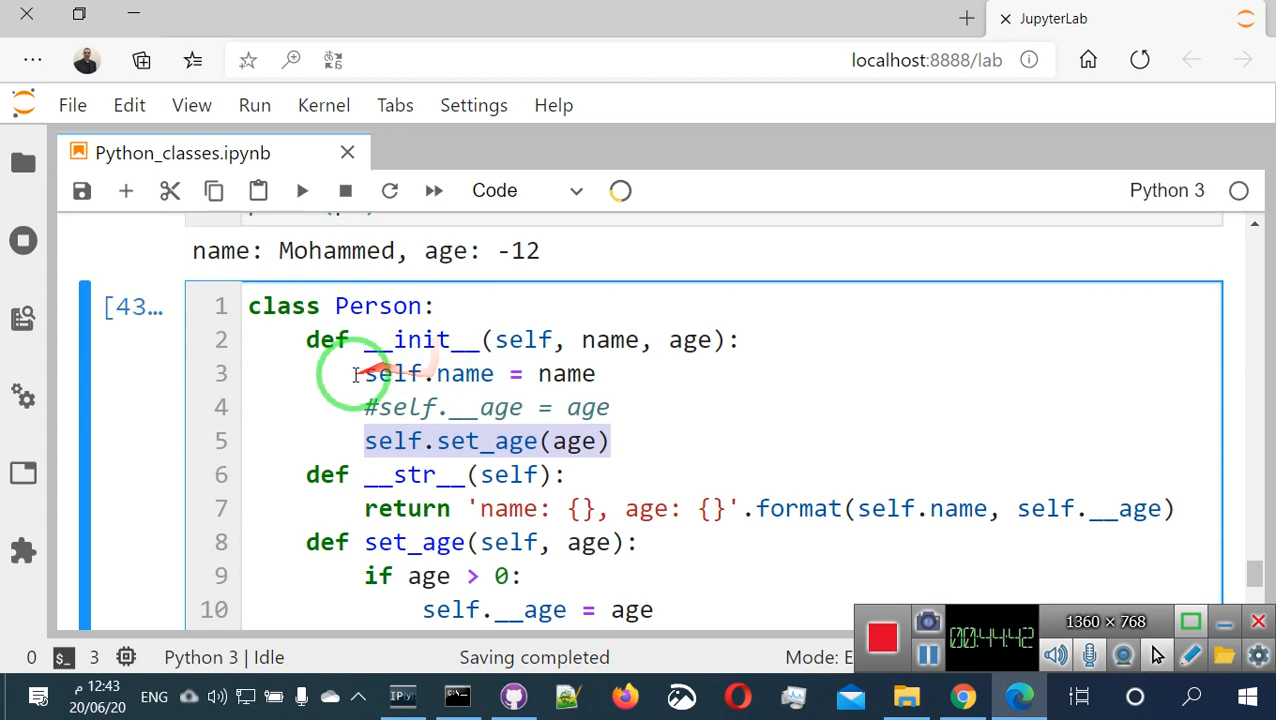 JupyterLab
localhost:8888/lab
File Edit View Run Kernel Tabs Settings Help
Python_classes.ipynb
Code
Python 3
name: Mohammed, age: -12
[43…
1 class Person:
2 def __init__(self, name, age):
3 self.name = name
4 #self.__age = age
5 self.set_age(age)
6 def __str__(self):
7 return 'name: {}, age: {}'.format(self.name, self.__age)
8 def set_age(self, age):
9 if age > 0:
10 self.__age = age
1360 × 768
00:44:42
0 $_ 3 Python 3 | Idle Saving completed Mode: E
12:43 م
20/06/20
ENG
IPy